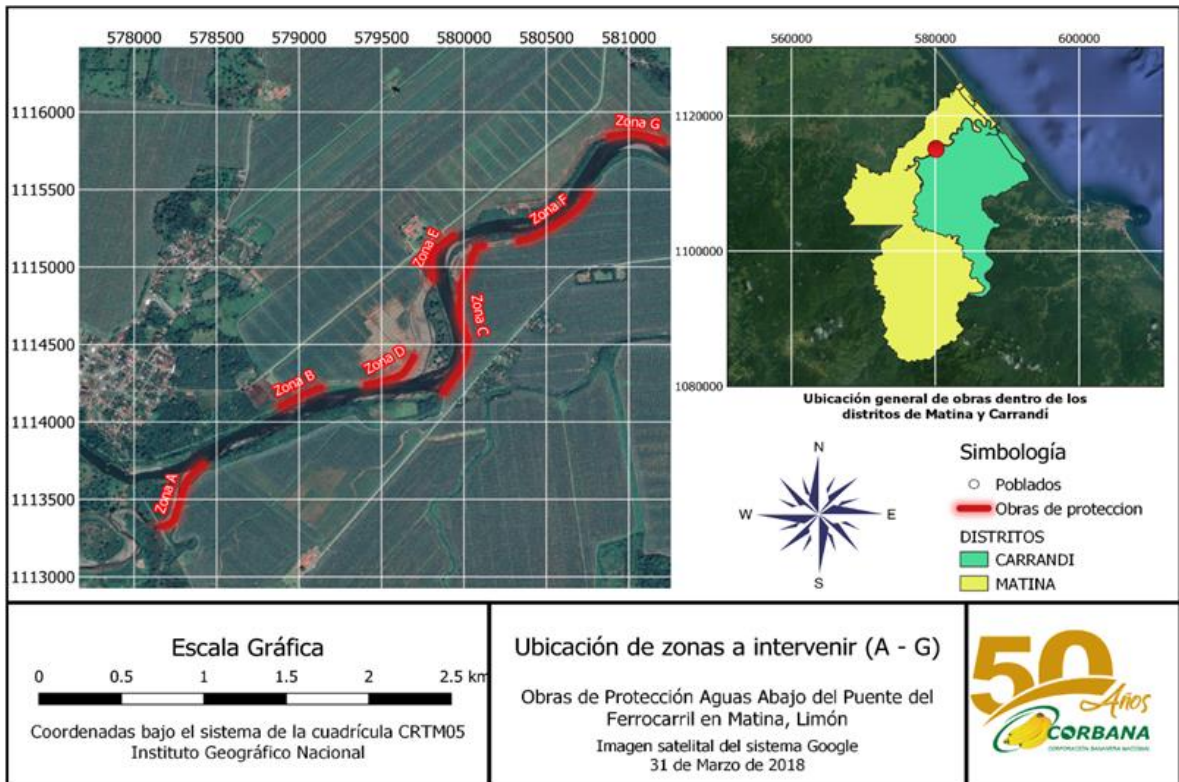 578000 578500 579000 579500 580000 580500 581000
1116000
1115500
1115000
1114500
1114000
1113500
1113000
Zona G
Zona F
Zona E
Zona C
Zona D
Zona B
Zona A
560000 580000 600000
1120000
1100000
1080000
Ubicación general de obras dentro de los
distritos de Matina y Carrandí
N
W E
S
Simbología
Poblados
Obras de proteccion
DISTRITOS
CARRANDI
MATINA
Escala Gráfica
0 0.5 1 1.5 2 2.5 km
Coordenadas bajo el sistema de la cuadrícula CRTM05
Instituto Geográfico Nacional
Ubicación de zonas a intervenir (A - G)
Obras de Protección Aguas Abajo del Puente del
Ferrocarril en Matina, Limón
Imagen satelital del sistema Google
31 de Marzo de 2018
50
Años
CORBANA
CORPORACIÓN BANANERA NACIONAL